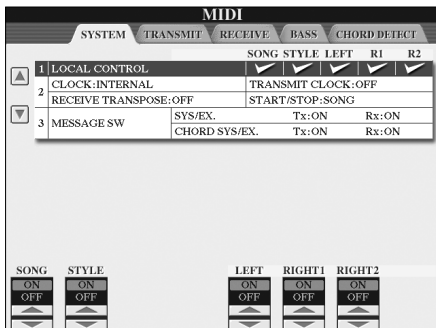 MIDI
SYSTEM TRANSMIT RECEIVE BASS CHORD DETECT
SONG STYLE LEFT R1 R2
1 LOCAL CONTROL
2 CLOCK:INTERNAL TRANSMIT CLOCK:OFF
RECEIVE TRANSPOSE:OFF START/STOP:SONG
3 MESSAGE SW SYS/EX. Tx:ON Rx:ON
CHORD SYS/EX. Tx:ON Rx:ON
SONG STYLE LEFT RIGHT1 RIGHT2
ON ON ON ON ON
OFF OFF OFF OFF OFF